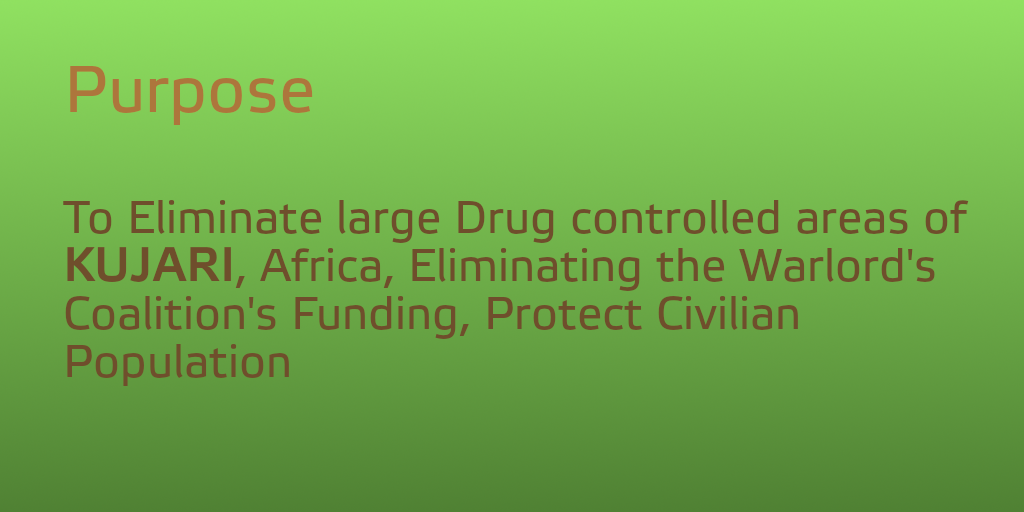 Purpose
To Eliminate large Drug controlled areas of
KUJARI, Africa, Eliminating the Warlord's
Coalition's Funding, Protect Civilian
Population